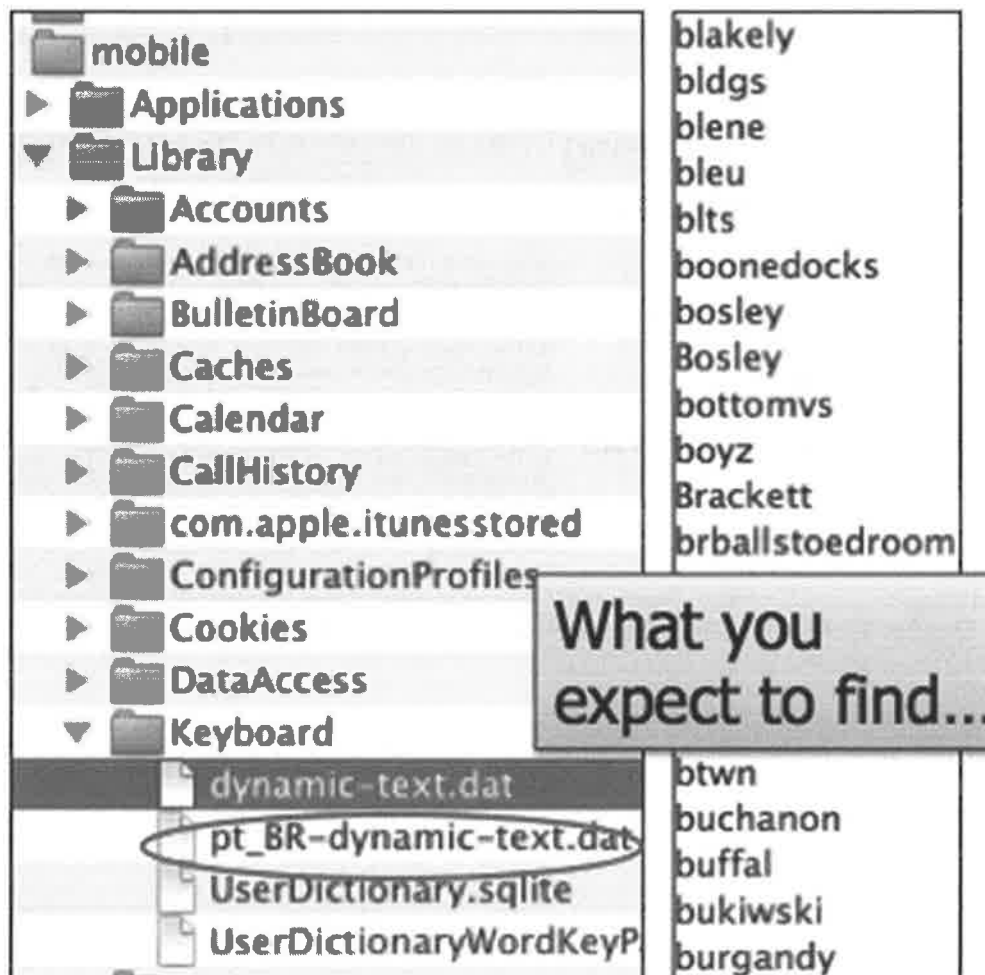 mobile
Applications
Library
Accounts
AddressBook
BulletinBoard
Caches
Calendar
CallHistory
com.apple.itunesstored
ConfigurationProfiles
Cookies
DataAccess
Keyboard
dynamic-text.dat
pt_BR-dynamic-text.dat
UserDictionary.sqlite
UserDictionaryWordKeyP
blakely
bldgs
blene
bleu
blts
boonedocks
bosley
Bosley
bottomvs
boyz
Brackett
brballstoedroom
What you
expect to find...
btwn
buchanon
buffal
bukiwski
burgandy